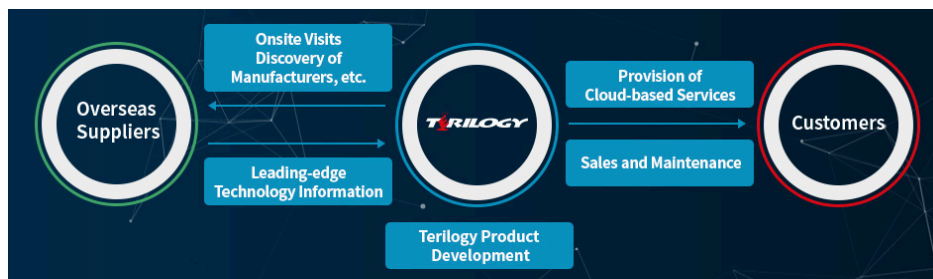 Overseas
Suppliers
Onsite Visits
Discovery of
Manufacturers, etc.
Leading-edge
Technology Information
TERILOGY
Terilogy Product
Development
Provision of
Cloud-based Services
Sales and Maintenance
Customers